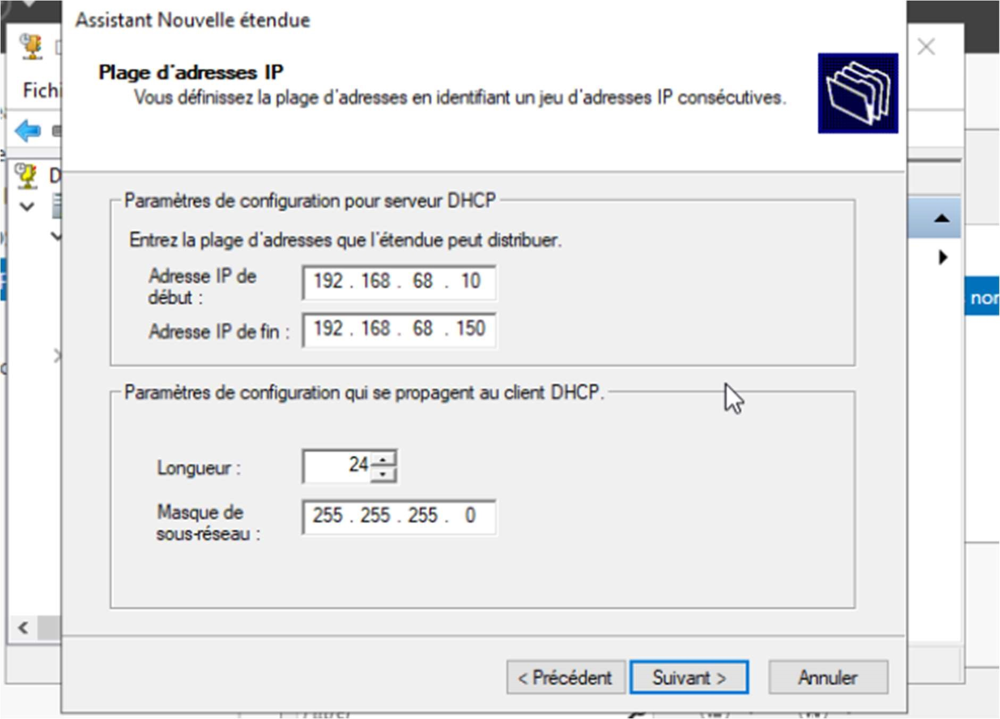 Assistant Nouvelle étendue
Plage d'adresses IP
Vous définissez la plage d'adresses en identifiant un jeu d'adresses IP consécutives.
Fichi
D
Paramètres de configuration pour serveur DHCP
Entrez la plage d'adresses que l'étendue peut distribuer.
Adresse IP de
début :
192 . 168 . 68 . 10
nor
Adresse IP de fin :
192 . 168 . 68 . 150
Paramètres de configuration qui se propagent au client DHCP.
Longueur :
24
Masque de
sous-réseau :
255 . 255 . 255 . 0
< Précédent
Suivant >
Annuler